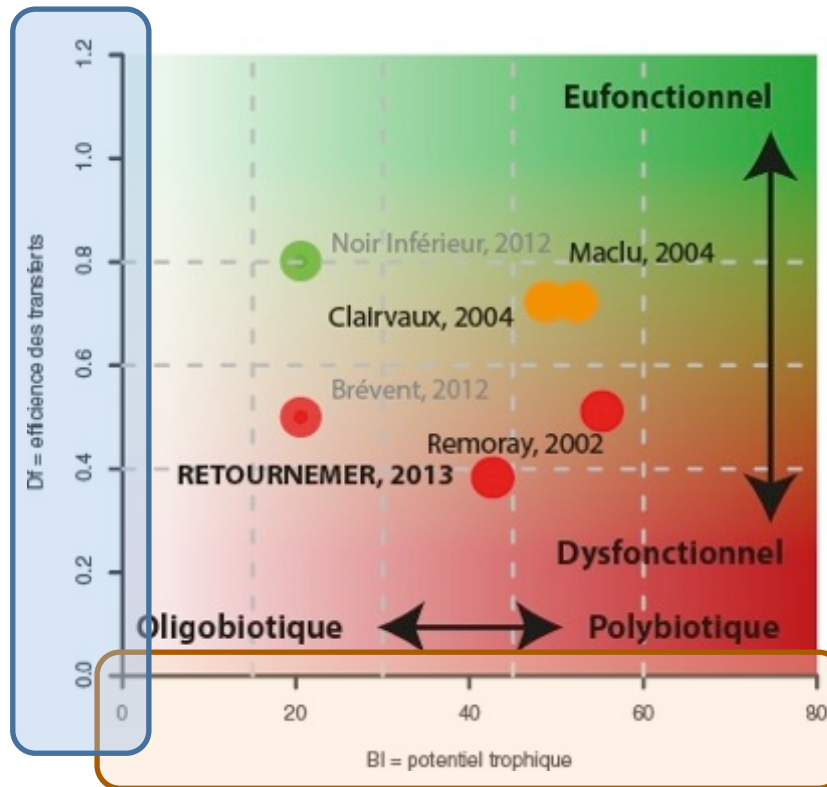 1.2
Eufonctionnel
1.0
Noir Inférieur, 2012
Maclu, 2004
0.8
Clairvaux, 2004
Df = efficience des transferts
0.6
Brévent, 2012
Remoray, 2002
0.4
RETOURNEMER, 2013
Dysfonctionnel
0.2
Oligobiotique
Polybiotique
0.0
0 20 40 60 80
BI = potentiel trophique